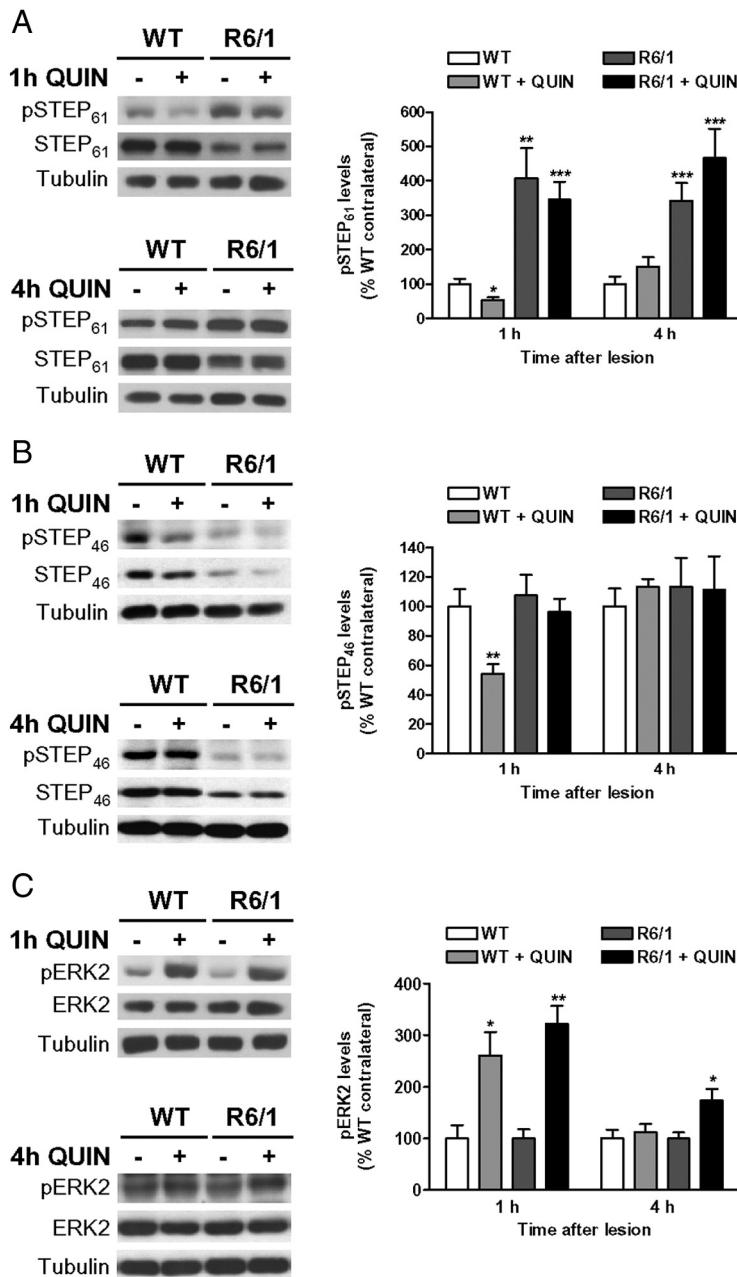 A
WT R6/1
1h QUIN - + - +
pSTEP61
STEP61
Tubulin
4h QUIN - + - +
pSTEP61
STEP61
Tubulin
WT R6/1
WT + QUIN R6/1 + QUIN
pSTEP61 levels
(% WT contralateral)
600
500
400
300
200
100
0
* ** *** *** ***
1 h 4 h
Time after lesion
B
WT R6/1
1h QUIN - + - +
pSTEP46
STEP46
Tubulin
WT R6/1
4h QUIN - + - +
pSTEP46
STEP46
Tubulin
WT R6/1
WT + QUIN R6/1 + QUIN
pSTEP46 levels
(% WT contralateral)
140
120
100
80
60
40
20
0
**
1 h 4 h
Time after lesion
C
WT R6/1
1h QUIN - + - +
pERK2
ERK2
Tubulin
WT R6/1
4h QUIN - + - +
pERK2
ERK2
Tubulin
WT R6/1
WT + QUIN R6/1 + QUIN
pERK2 levels
(% WT contralateral)
400
300
200
100
0
* ** *
1 h 4 h
Time after lesion